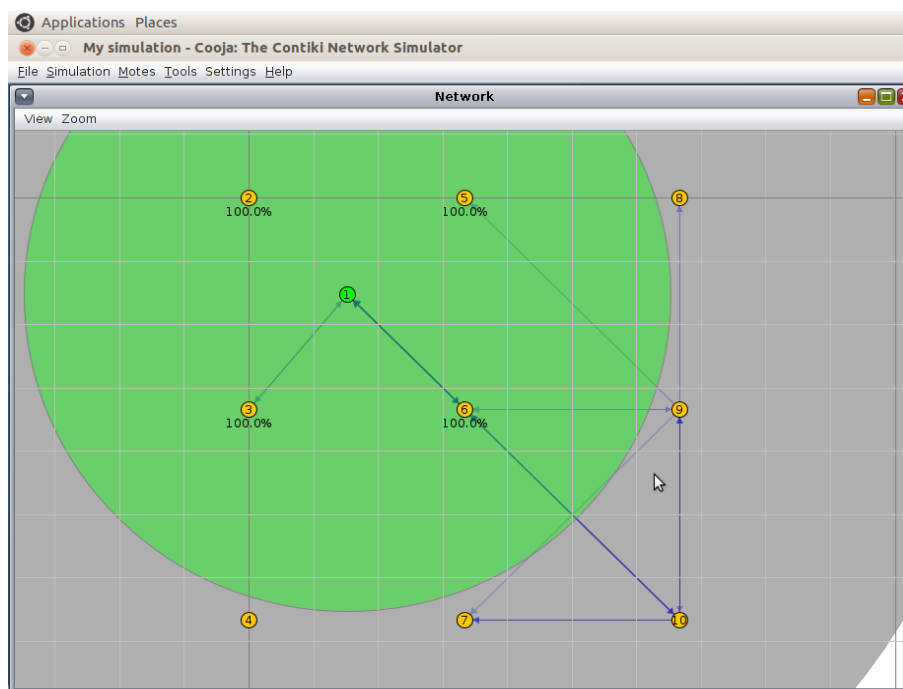 Applications Places
My simulation - Cooja: The Contiki Network Simulator
File Simulation Motes Tools Settings Help
Network
View Zoom
2 5 8
100.0% 100.0%
1
3 6 9
100.0% 100.0%
4 7 10